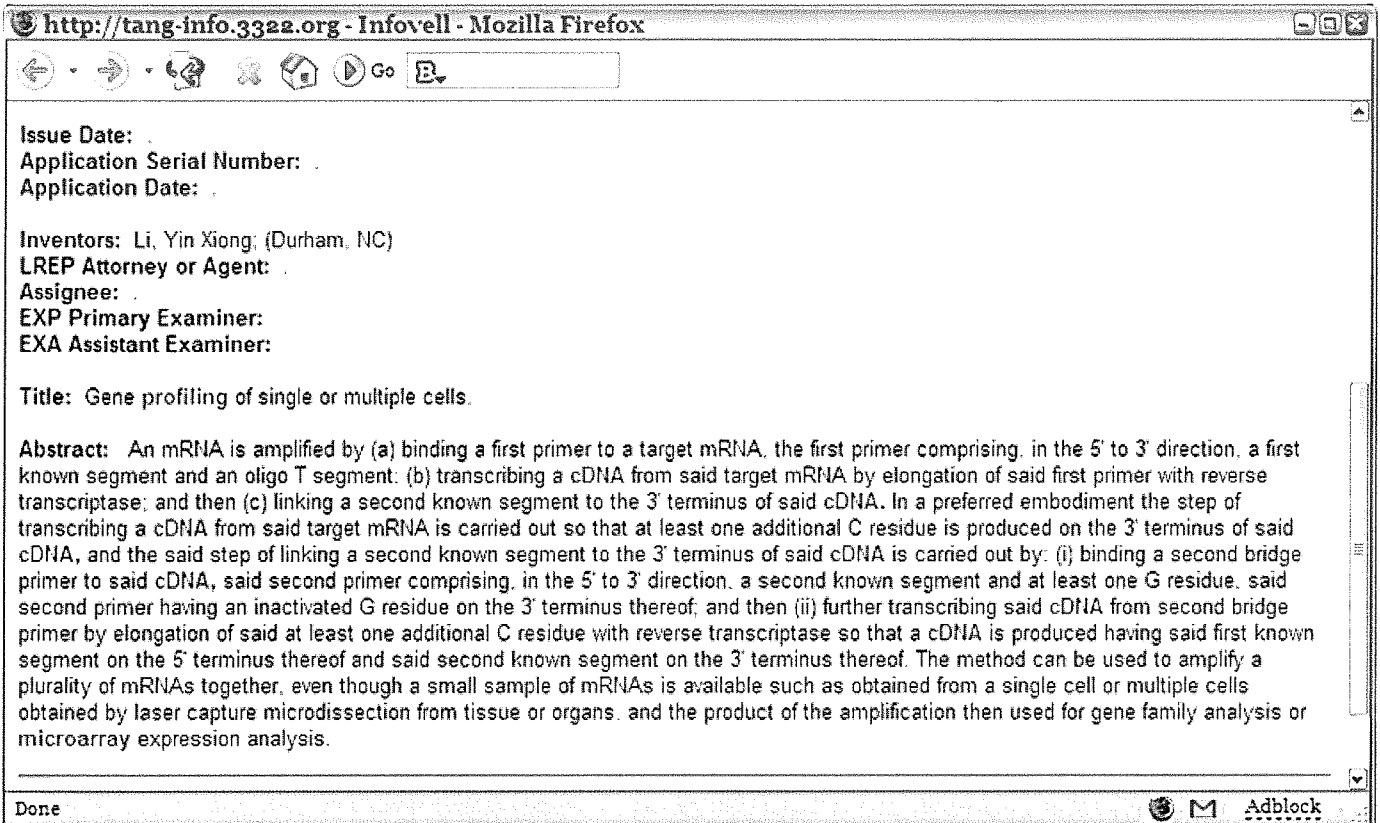 http://tang-info.3322.org - Infovell - Mozilla Firefox
Go
Issue Date: .
Application Serial Number: .
Application Date: .
Inventors: Li, Yin Xiong; (Durham, NC)
LREP Attorney or Agent: .
Assignee: .
EXP Primary Examiner:
EXA Assistant Examiner:
Title: Gene profiling of single or multiple cells.
Abstract: An mRNA is amplified by (a) binding a first primer to a target mRNA, the first primer comprising, in the 5' to 3' direction, a first
known segment and an oligo T segment; (b) transcribing a cDNA from said target mRNA by elongation of said first primer with reverse
transcriptase; and then (c) linking a second known segment to the 3' terminus of said cDNA. In a preferred embodiment the step of
transcribing a cDNA from said target mRNA is carried out so that at least one additional C residue is produced on the 3' terminus of said
cDNA, and the said step of linking a second known segment to the 3' terminus of said cDNA is carried out by: (i) binding a second bridge
primer to said cDNA, said second primer comprising, in the 5' to 3' direction, a second known segment and at least one G residue, said
second primer having an inactivated G residue on the 3' terminus thereof; and then (ii) further transcribing said cDNA from second bridge
primer by elongation of said at least one additional C residue with reverse transcriptase so that a cDNA is produced having said first known
segment on the 5' terminus thereof and said second known segment on the 3' terminus thereof. The method can be used to amplify a
plurality of mRNAs together, even though a small sample of mRNAs is available such as obtained from a single cell or multiple cells
obtained by laser capture microdissection from tissue or organs, and the product of the amplification then used for gene family analysis or
microarray expression analysis.
Done
Adblock